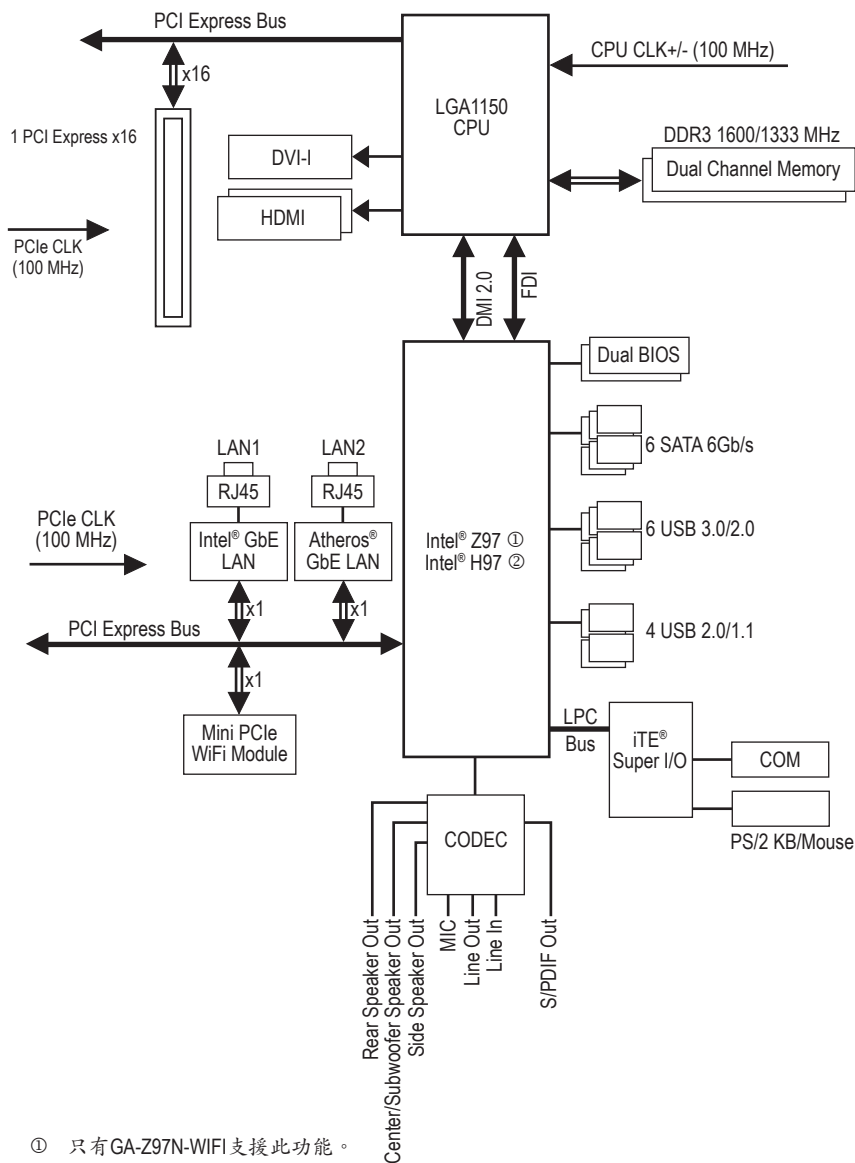 PCI Express Bus
x16
1 PCI Express x16
PCIe CLK
(100 MHz)
LGA1150
CPU
CPU CLK+/- (100 MHz)
DDR3 1600/1333 MHz
Dual Channel Memory
DVI-I
HDMI
DMI 2.0
FDI
Dual BIOS
6 SATA 6Gb/s
6 USB 3.0/2.0
4 USB 2.0/1.1
Intel® Z97 ①
Intel® H97 ②
LAN1
LAN2
RJ45
RJ45
PCIe CLK
(100 MHz)
Intel® GbE
LAN
Atheros®
GbE LAN
x1
x1
PCI Express Bus
x1
Mini PCIe
WiFi Module
LPC
Bus
iTE®
Super I/O
COM
PS/2 KB/Mouse
CODEC
Rear Speaker Out
Center/Subwoofer Speaker Out
Side Speaker Out
MIC
Line Out
Line In
S/PDIF Out
① 只有GA-Z97N-WIFI支援此功能。